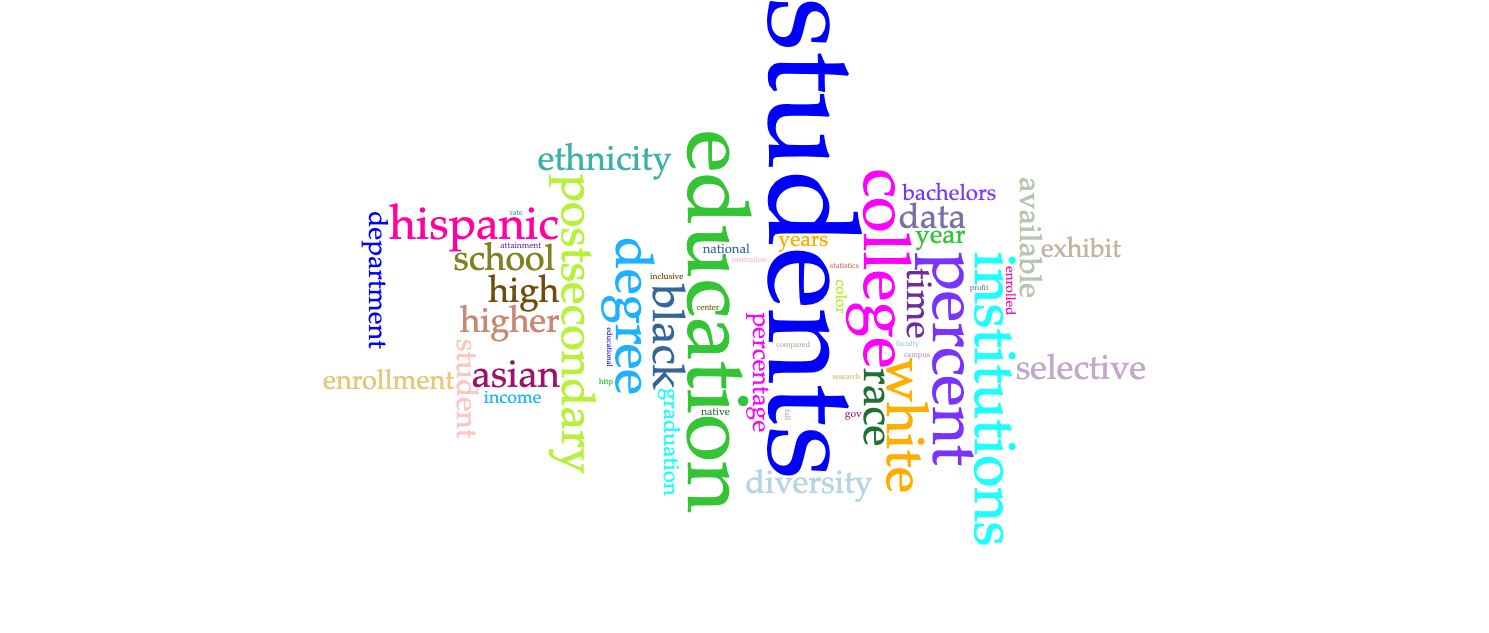 students
education
ethnicity
postsecondary
hispanic
rate
department
attainment
school
high
higher
degree
student
asian
enrollment
income
educational
http
inclusive
black
national
institution
center
graduation
native
percentage
years
statistics
color
compared
research
fall
gov
diversity
college
bachelors
data
year
time
percent
faculty
campus
race
white
institutions
profit
enrolled
available
exhibit
selective